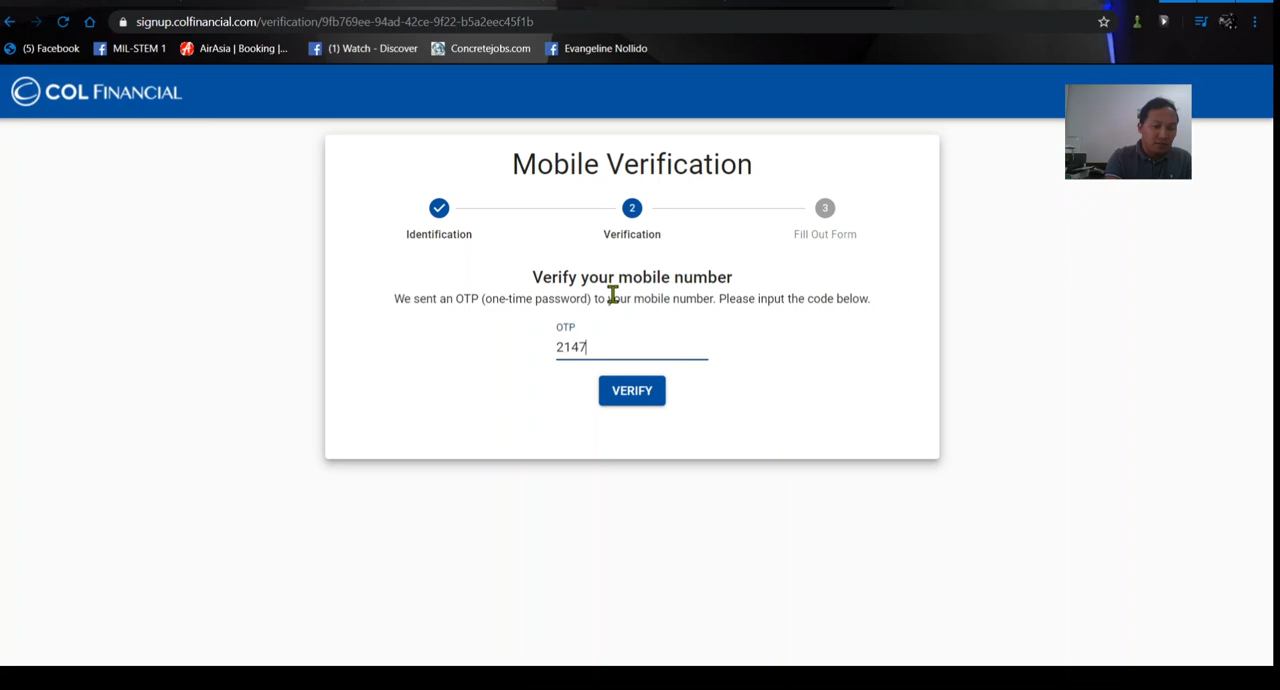 signup.colfinancial.com/verification/9fb769ee-94ad-42ce-9f22-b5a2eec45f1b
(5) Facebook MIL-STEM 1 AirAsia | Booking |... (1) Watch - Discover Concretejobs.com Evangeline Nollido
COL FINANCIAL
Mobile Verification
2 3
Identification Verification Fill Out Form
Verify your mobile number
We sent an OTP (one-time password) to your mobile number. Please input the code below.
OTP
2147
VERIFY